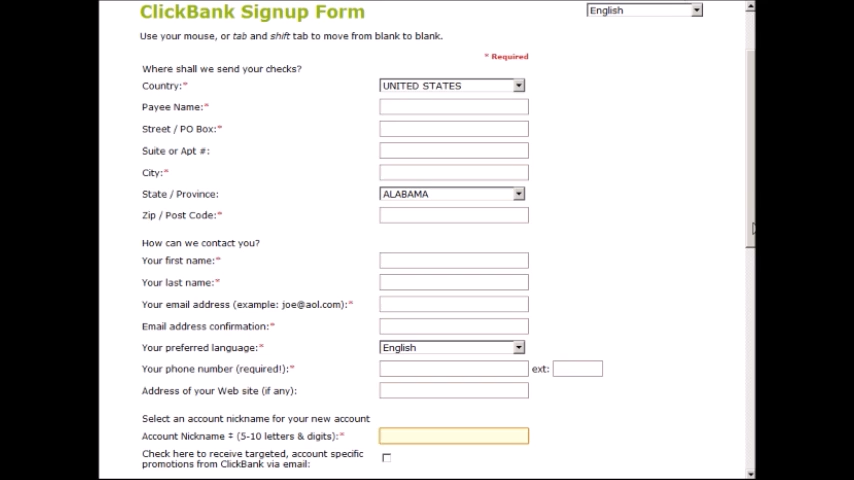 ClickBank Signup Form
English
Use your mouse, or tab and shift tab to move from blank to blank.
* Required
Where shall we send your checks?
Country:* UNITED STATES
Payee Name:*
Street / PO Box:*
Suite or Apt #:
City:*
State / Province: ALABAMA
Zip / Post Code:*
How can we contact you?
Your first name:*
Your last name:*
Your email address (example: joe@aol.com):*
Email address confirmation:*
Your preferred language:* English
Your phone number (required!):* ext:
Address of your Web site (if any):
Select an account nickname for your new account
Account Nickname ‡ (5-10 letters & digits):*
Check here to receive targeted, account specific
promotions from ClickBank via email: